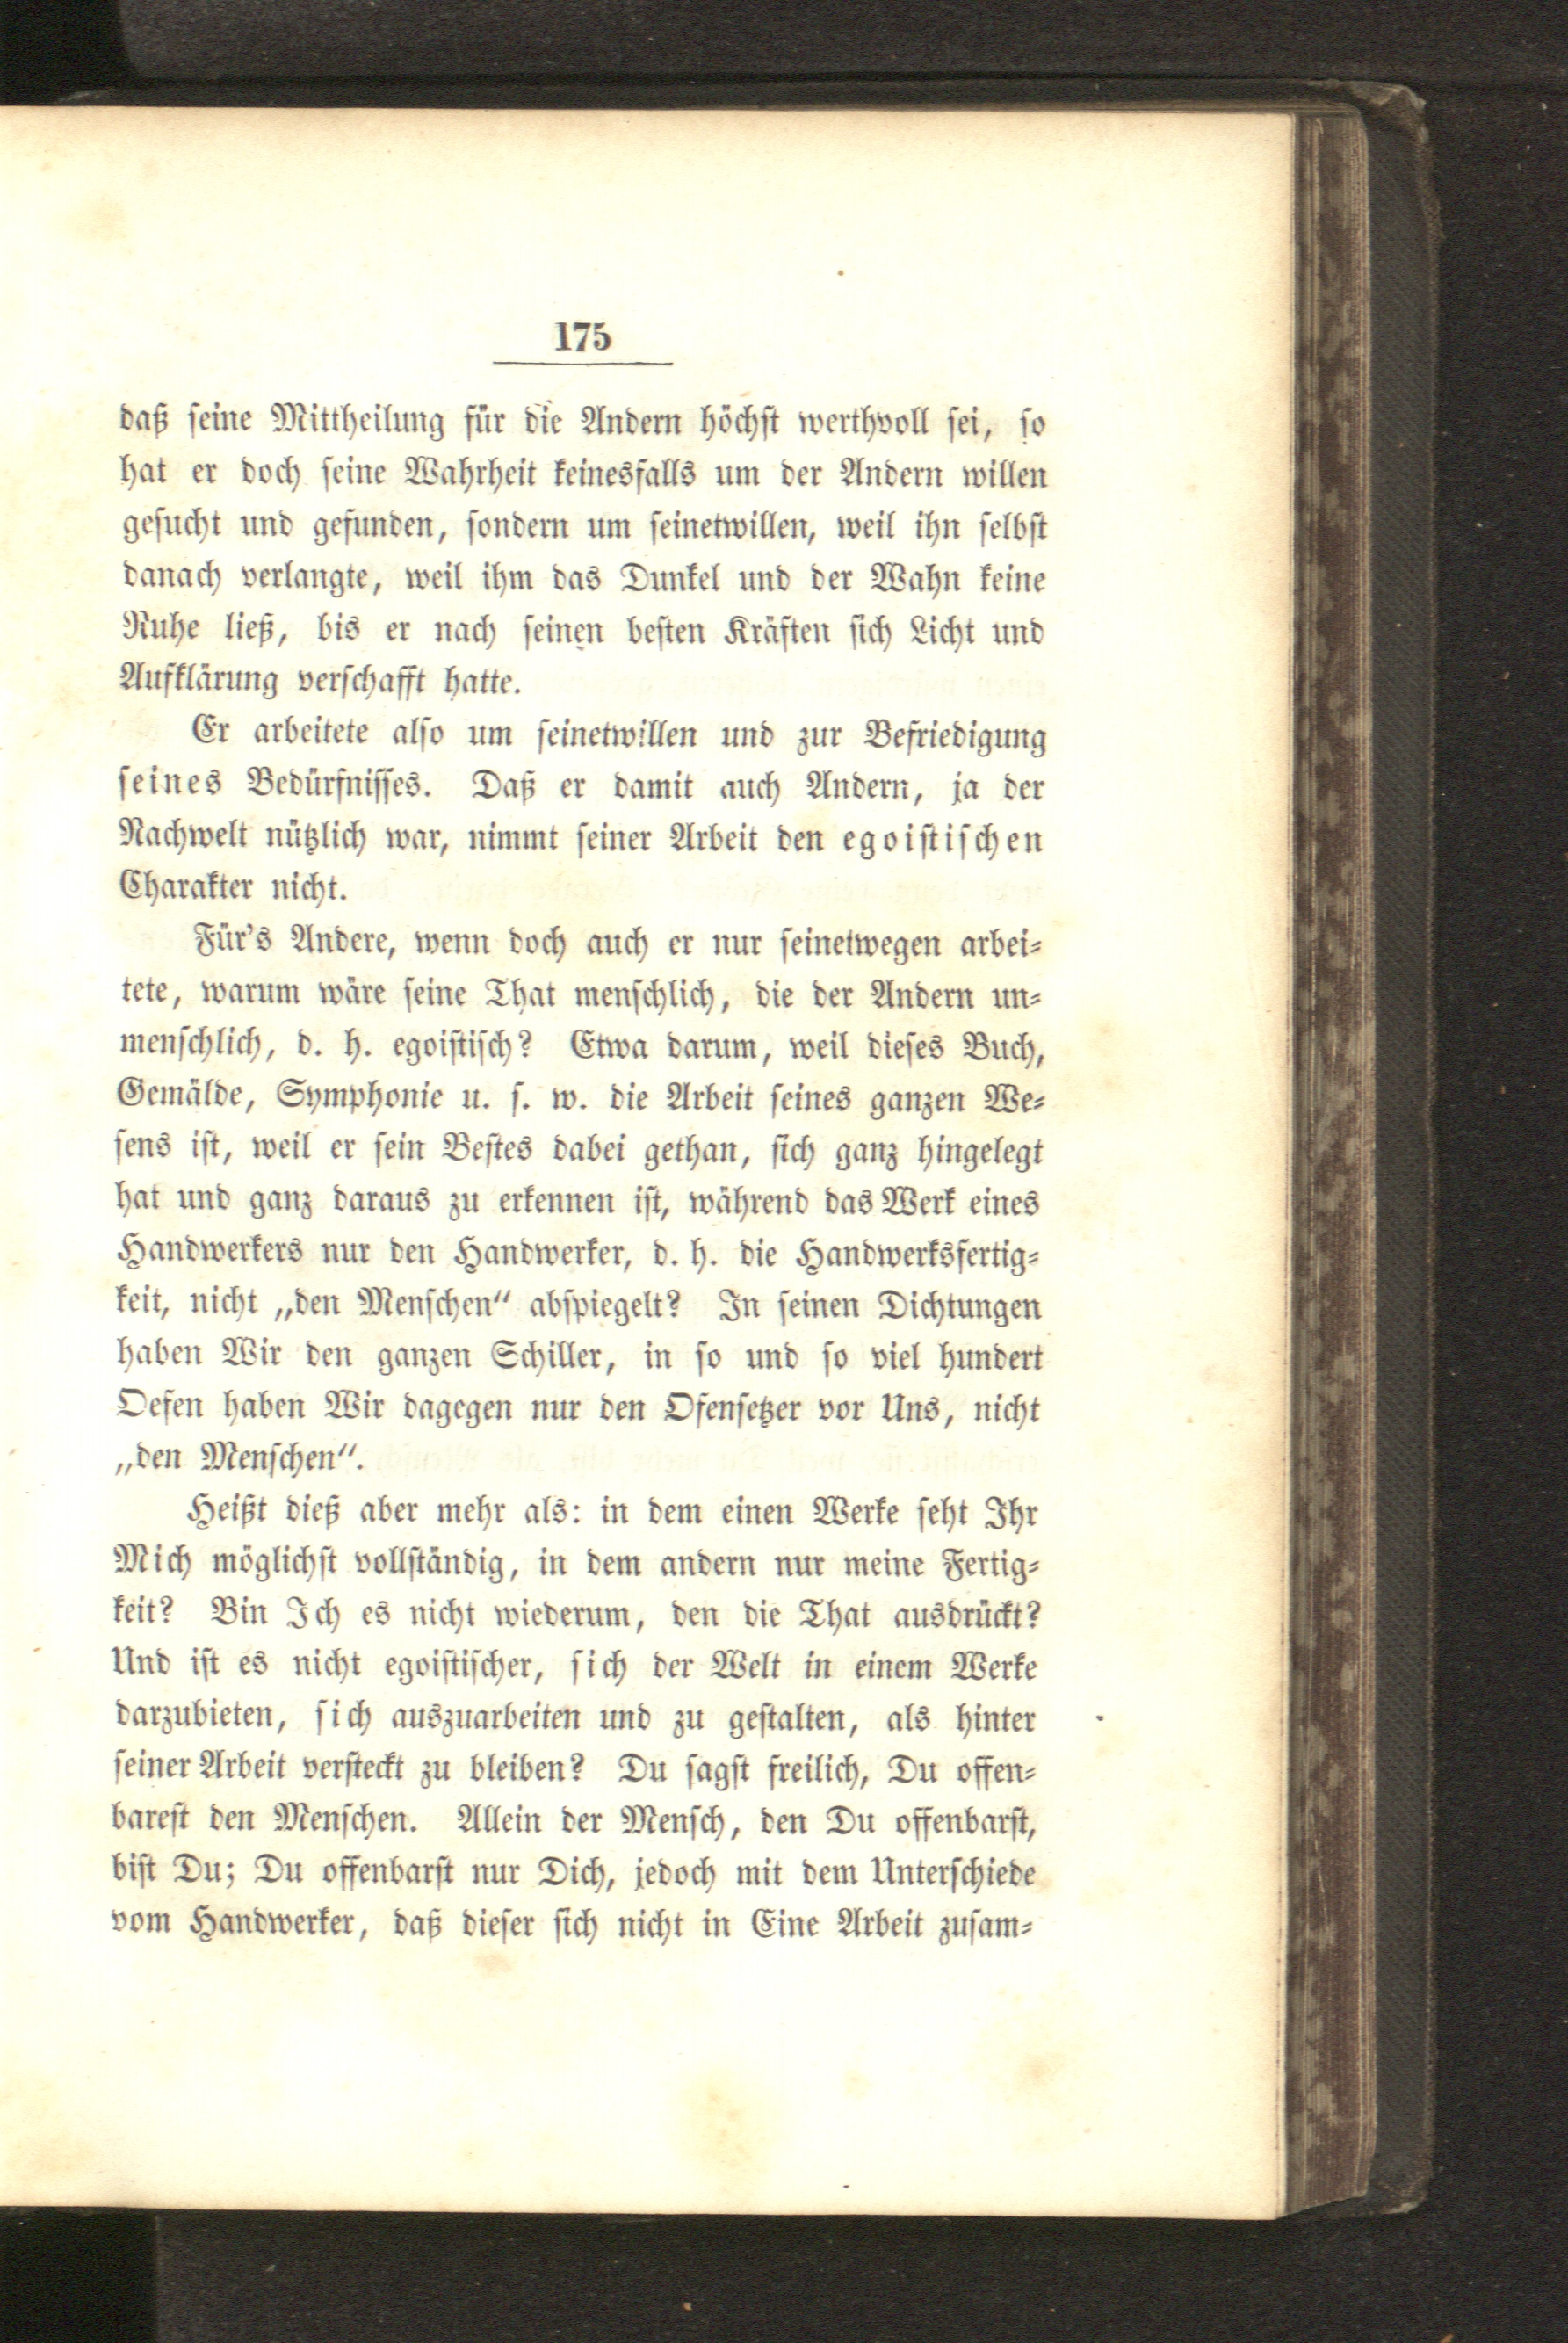 175
daß seine Mittheilung für die Andern höchst werthvoll sei, so
hat er doch seine Wahrheit keinesfalls um der Andern willen
gesucht und gefunden, sondern um seinetwillen, weil ihn selbst
danach verlangte, weil ihm das Dunkel und der Wahn keine
Ruhe ließ, bis er nach seinen besten Kräften sich Licht und
Aufklärung verschafft hatte.
Er arbeitete also um seinetwillen und zur Befriedigung
seines Bedürfnisses. Daß er damit auch Andern, ja der
Nachwelt nützlich war, nimmt seiner Arbeit den egoistischen
Charakter nicht.
Für's Andere, wenn doch auch er nur seinetwegen arbei-
tete, warum wäre seine That menschlich, die der Andern un-
menschlich, d. h. egoistisch? Etwa darum, weil dieses Buch,
Gemälde, Symphonie u. s. w. die Arbeit seines ganzen We-
sens ist, weil er sein Bestes dabei gethan, sich ganz hingelegt
hat und ganz daraus zu erkennen ist, während das Werk eines
Handwerkers nur den Handwerker, d. h. die Handwerksfertig-
keit, nicht „den Menschen“ abspiegelt? In seinen Dichtungen
haben Wir den ganzen Schiller, in so und so viel hundert
Oefen haben Wir dagegen nur den Ofensetzer vor Uns, nicht
„den Menschen“.
Heißt dieß aber mehr als: in dem einen Werke seht Ihr
Mich möglichst vollständig, in dem andern nur meine Fertig-
keit? Bin Ich es nicht wiederum, den die That ausdrückt?
Und ist es nicht egoistischer, sich der Welt in einem Werke
darzubieten, sich auszuarbeiten und zu gestalten, als hinter
seiner Arbeit versteckt zu bleiben? Du sagst freilich, Du offen-
barest den Menschen. Allein der Mensch, den Du offenbarst,
bist Du; Du offenbarst nur Dich, jedoch mit dem Unterschiede
vom Handwerker, daß dieser sich nicht in Eine Arbeit zusam-